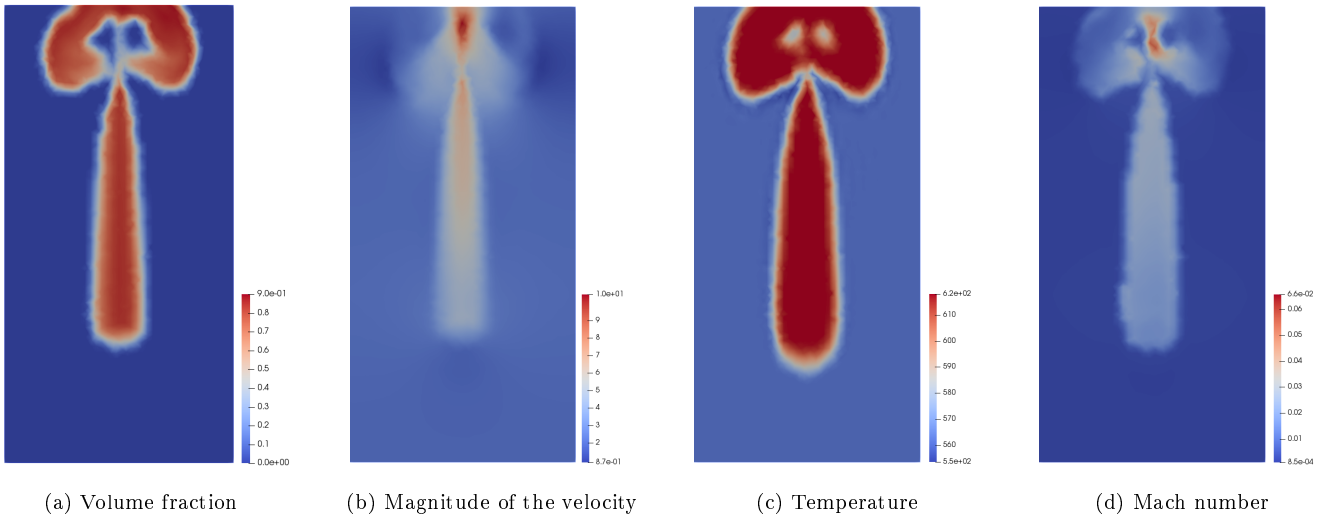 9.0e-01
0.8
0.7
0.6
0.5
0.4
0.3
0.2
0.1
0.0e+00
1.0e+01
9
8
7
6
5
4
3
2
8.7e-01
6.2e+02
610
600
590
580
570
560
5.5e+02
6.6e-02
0.06
0.05
0.04
0.03
0.02
0.01
8.5e-04
(a) Volume fraction
(b) Magnitude of the velocity
(c) Temperature
(d) Mach number